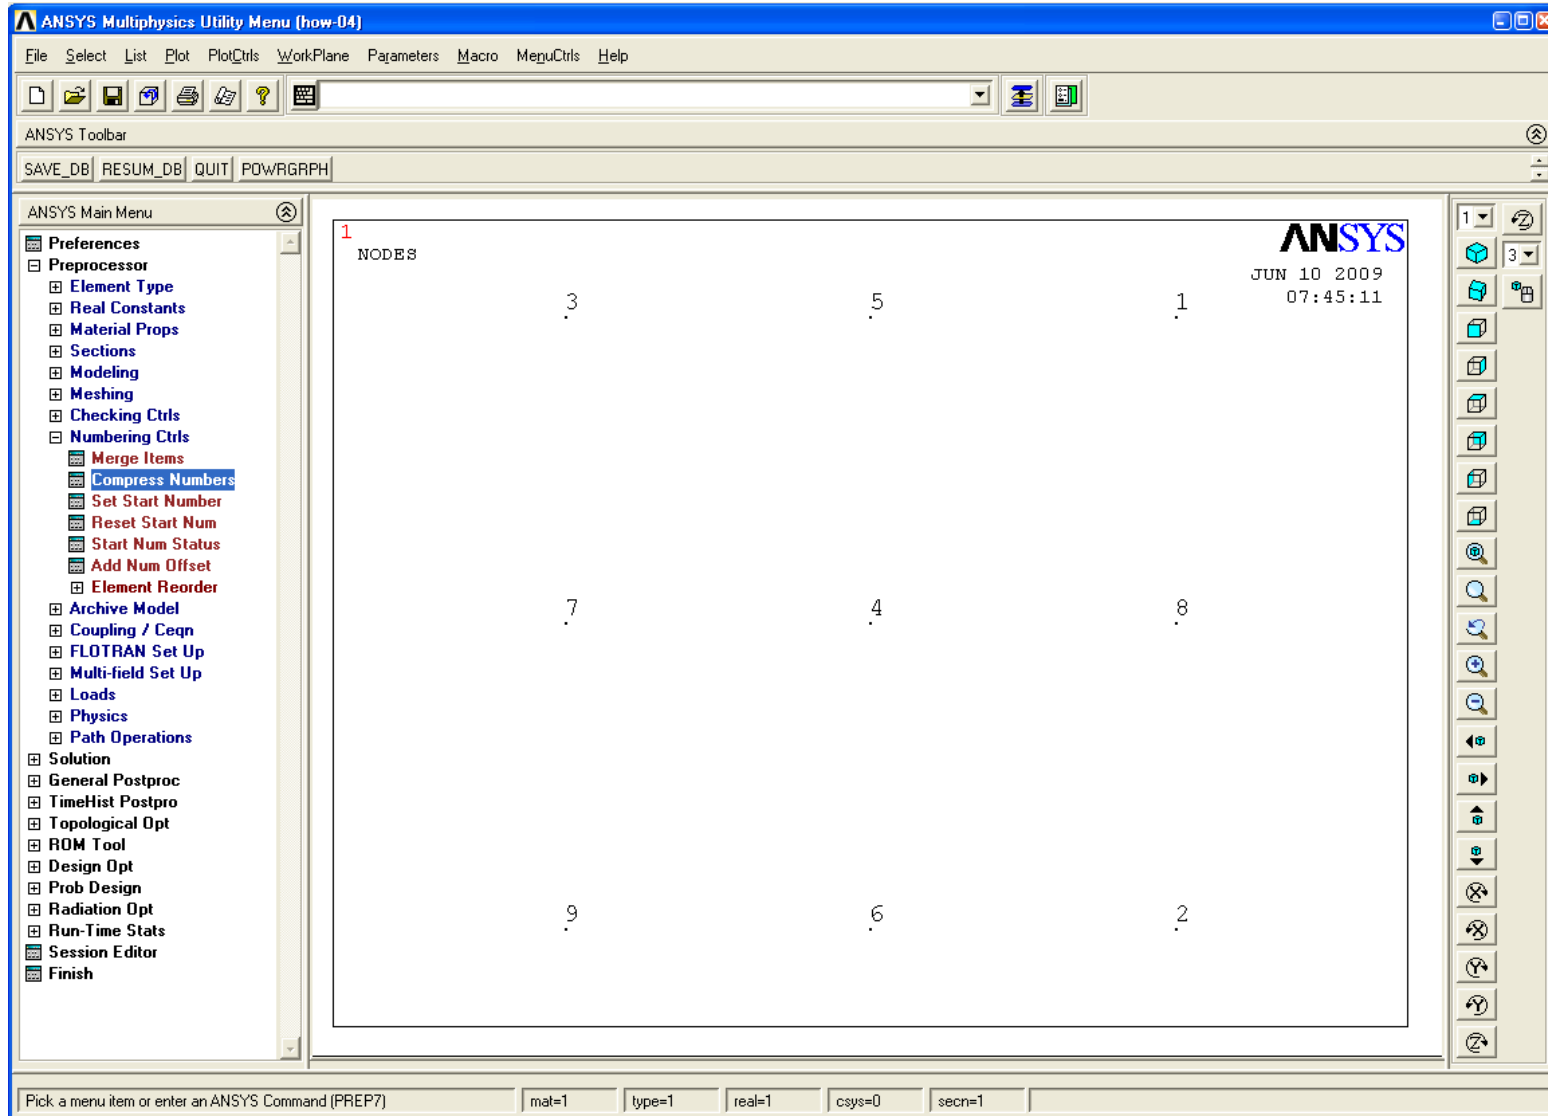 ANSYS Multiphysics Utility Menu (how-04)
File Select List Plot PlotCtrls WorkPlane Parameters Macro MenuCtrls Help
ANSYS Toolbar
SAVE_DB RESUM_DB QUIT POWRGRPH
ANSYS Main Menu
Preferences
Preprocessor
Element Type
Real Constants
Material Props
Sections
Modeling
Meshing
Checking Ctrls
Numbering Ctrls
Merge Items
Compress Numbers
Set Start Number
Reset Start Num
Start Num Status
Add Num Offset
Element Reorder
Archive Model
Coupling / Ceqn
FLOTRAN Set Up
Multi-field Set Up
Loads
Physics
Path Operations
Solution
General Postproc
TimeHist Postpro
Topological Opt
ROM Tool
Design Opt
Prob Design
Radiation Opt
Run-Time Stats
Session Editor
Finish
1
NODES
ANSYS
JUN 10 2009
07:45:11
3 5 1
7 4 8
9 6 2
1
Z
3
X
X
Y
Y
Z
Pick a menu item or enter an ANSYS Command (PREP7) mat=1 type=1 real=1 csys=0 secn=1